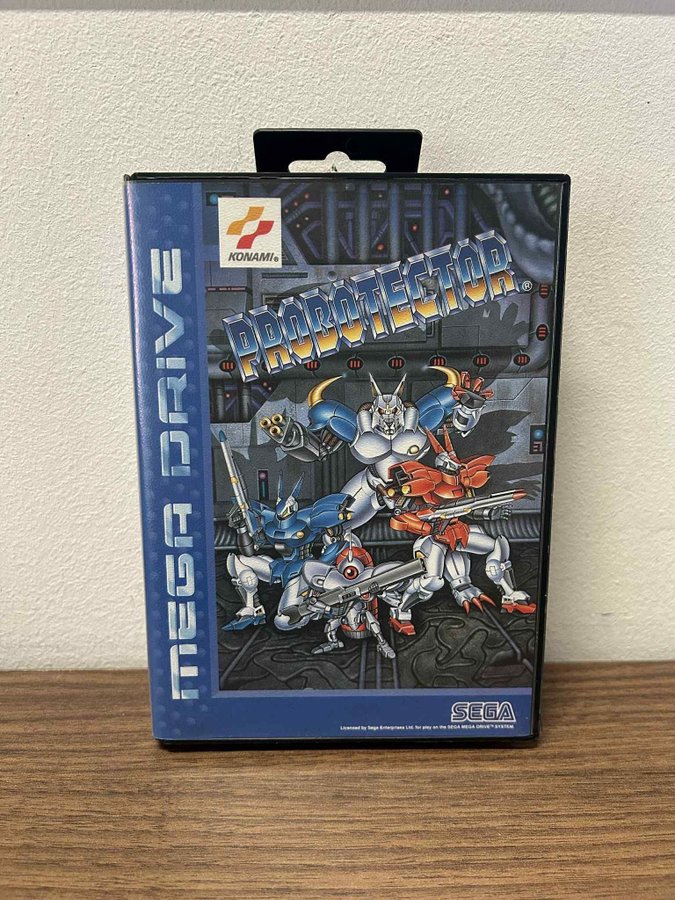 KONAMI®
PROBOTECTOR®
MEGA DRIVE
SEGA
Licensed by Sega Enterprises Ltd. for play on the SEGA MEGA DRIVE™ SYSTEM.